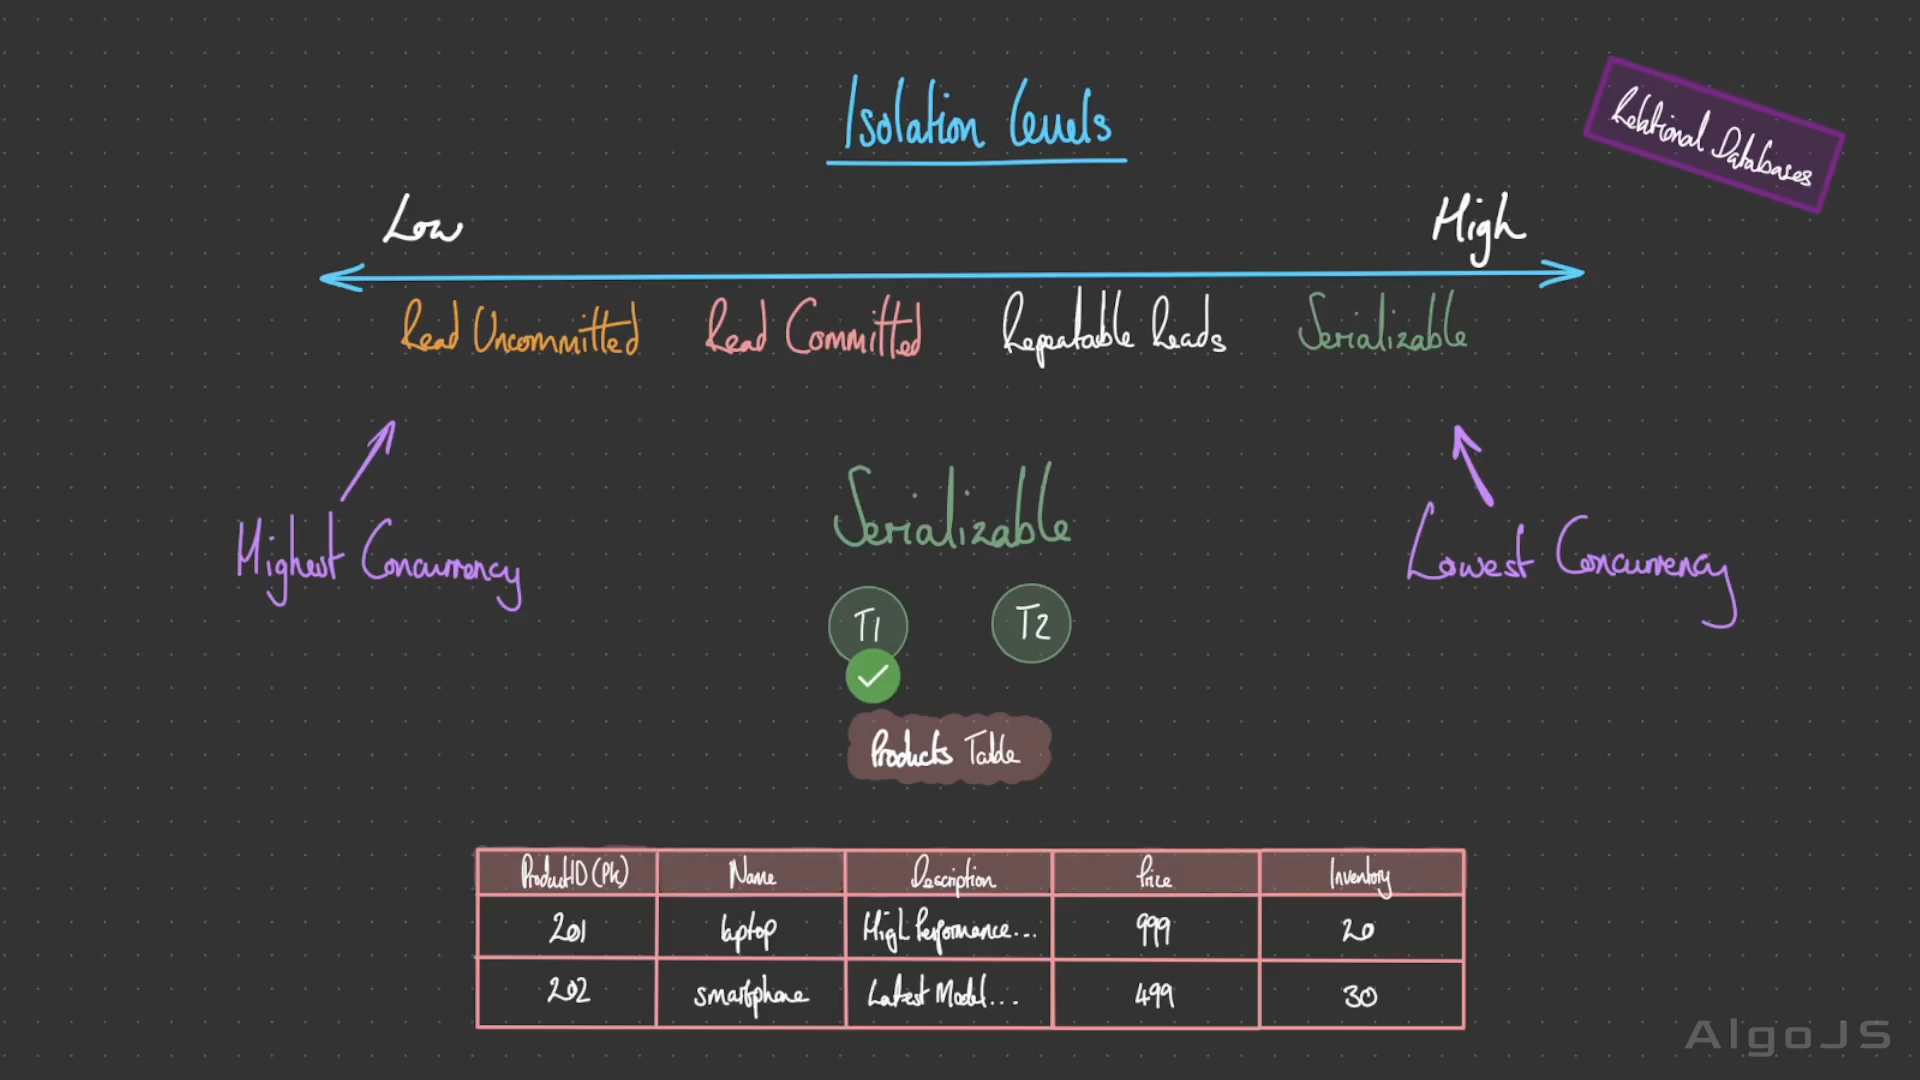 Isolation Levels
Relational Databases
Low
High
Read Uncommitted
Read Committed
Repeatable Reads
Serializable
Highest Concurrency
Serializable
Lowest Concurrency
T1
T2
Products Table
ProductID (PK) Name Description Price Inventory
201 laptop High Performance... 999 20
202 smartphone Latest Model... 499 30
AlgoJS